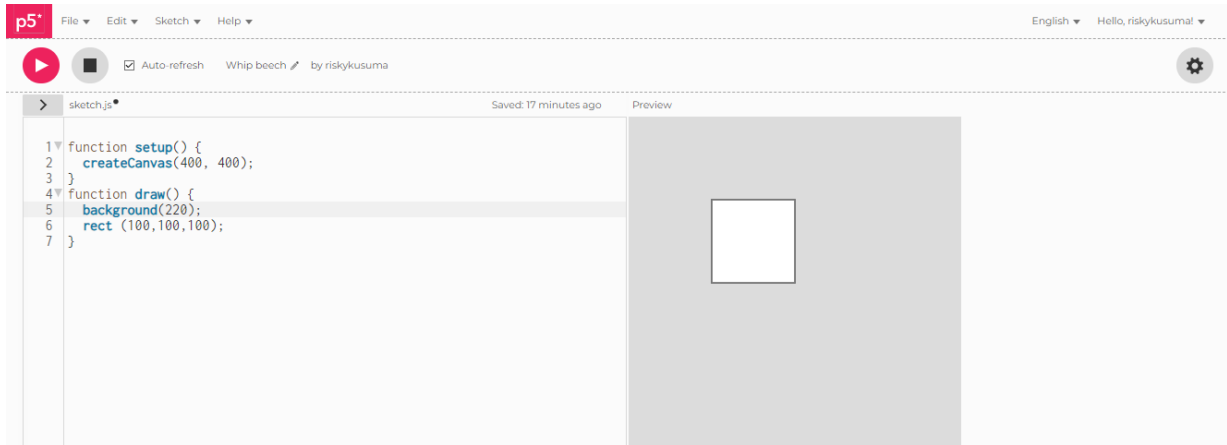 p5* File Edit Sketch Help English Hello, riskykusuma!
Auto-refresh Whip beech by riskykusuma
sketch.js Saved: 17 minutes ago Preview
1 function setup() {
2 createCanvas(400, 400);
3 }
4 function draw() {
5 background(220);
6 rect (100,100,100);
7 }